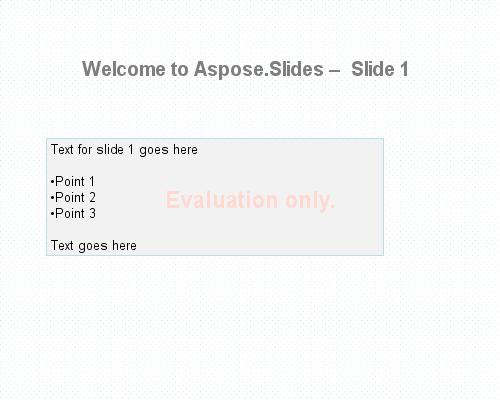 Welcome to Aspose.Slides – Slide 1
Text for slide 1 goes here
•Point 1
•Point 2
•Point 3
Evaluation only.
Text goes here